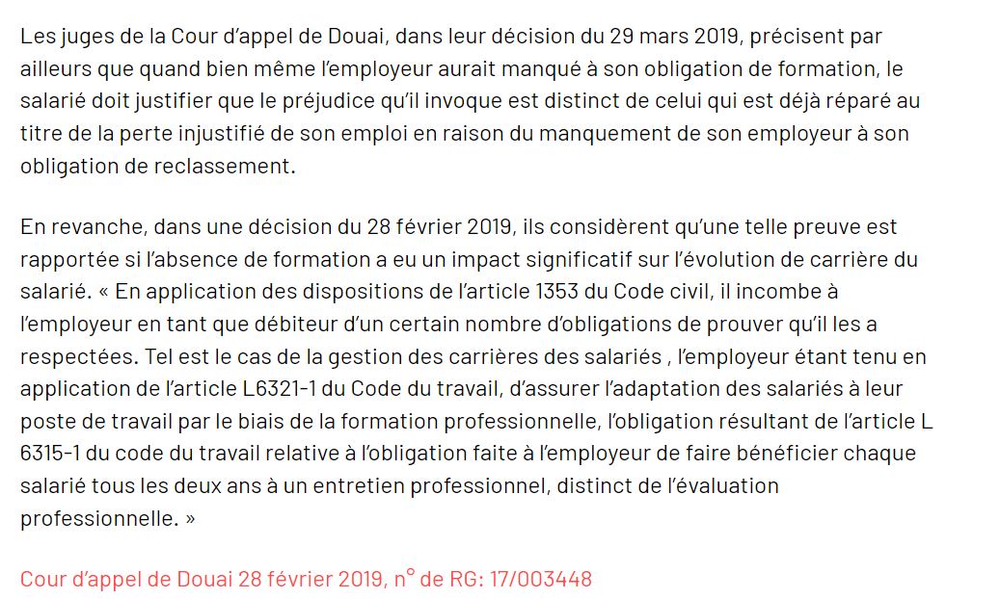 Les juges de la Cour d’appel de Douai, dans leur décision du 29 mars 2019, précisent par
ailleurs que quand bien même l’employeur aurait manqué à son obligation de formation, le
salarié doit justifier que le préjudice qu’il invoque est distinct de celui qui est déjà réparé au
titre de la perte injustifié de son emploi en raison du manquement de son employeur à son
obligation de reclassement.
En revanche, dans une décision du 28 février 2019, ils considèrent qu’une telle preuve est
rapportée si l’absence de formation a eu un impact significatif sur l’évolution de carrière du
salarié. « En application des dispositions de l’article 1353 du Code civil, il incombe à
l’employeur en tant que débiteur d’un certain nombre d’obligations de prouver qu’il les a
respectées. Tel est le cas de la gestion des carrières des salariés , l’employeur étant tenu en
application de l’article L6321-1 du Code du travail, d’assurer l’adaptation des salariés à leur
poste de travail par le biais de la formation professionnelle, l’obligation résultant de l’article L
6315-1 du code du travail relative à l’obligation faite à l’employeur de faire bénéficier chaque
salarié tous les deux ans à un entretien professionnel, distinct de l’évaluation
professionnelle. »
Cour d’appel de Douai 28 février 2019, n° de RG: 17/003448